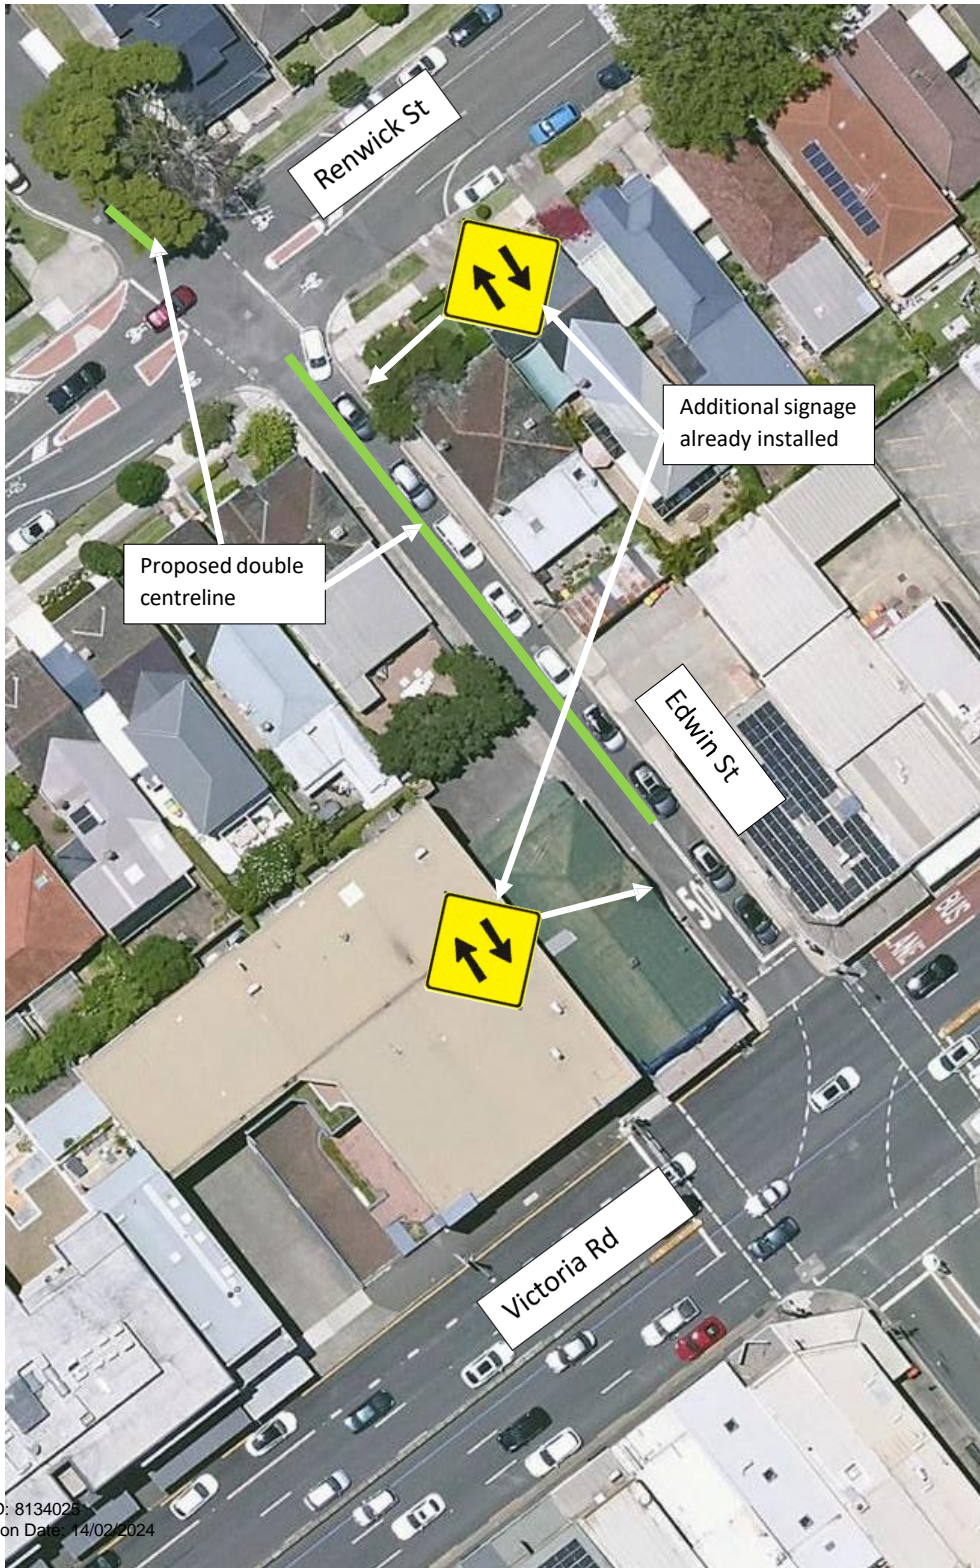 Renwick St
Additional signage
already installed
Proposed double
centreline
Edwin St
50
BUS
Victoria Rd
D: 8134025
on Date: 14/02/2024